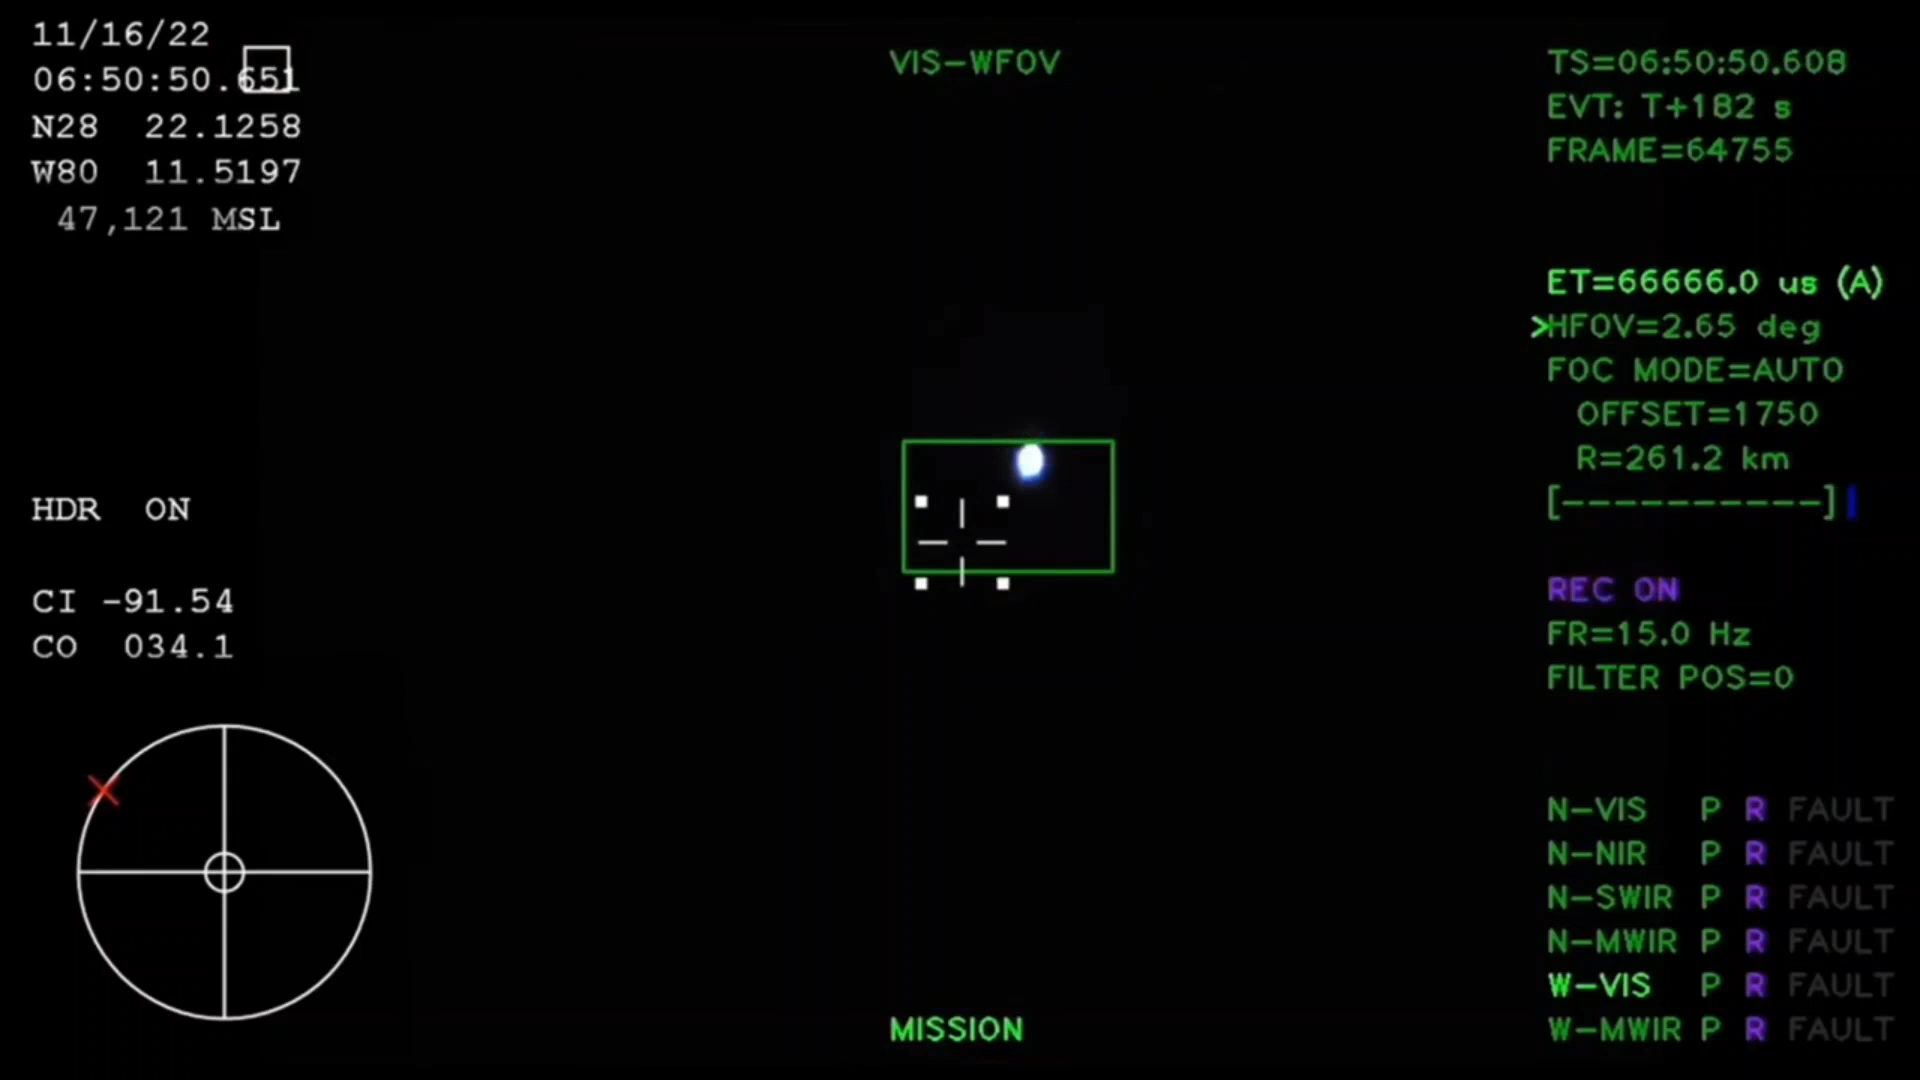 11/16/22
06:50:50.651
N28 22.1258
W80 11.5197
47,121 MSL
HDR ON
CI -91.54
CO 034.1
VIS-WFOV
MISSION
TS=06:50:50.608
EVT: T+182 s
FRAME=64755
ET=66666.0 us (A)
>HFOV=2.65 deg
FOC MODE=AUTO
OFFSET=1750
R=261.2 km
[----------]
REC ON
FR=15.0 Hz
FILTER POS=0
N-VIS P R FAULT
N-NIR P R FAULT
N-SWIR P R FAULT
N-MWIR P R FAULT
W-VIS P R FAULT
W-MWIR P R FAULT